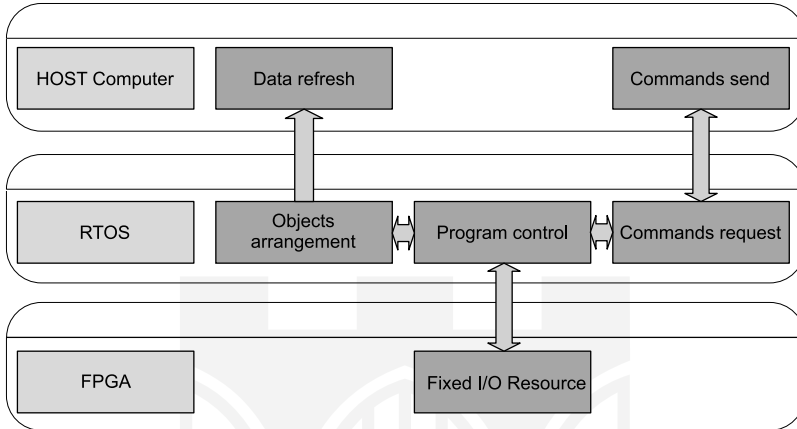 HOST Computer
Data refresh
Commands send
RTOS
Objects
arrangement
Program control
Commands request
FPGA
Fixed I/O Resource